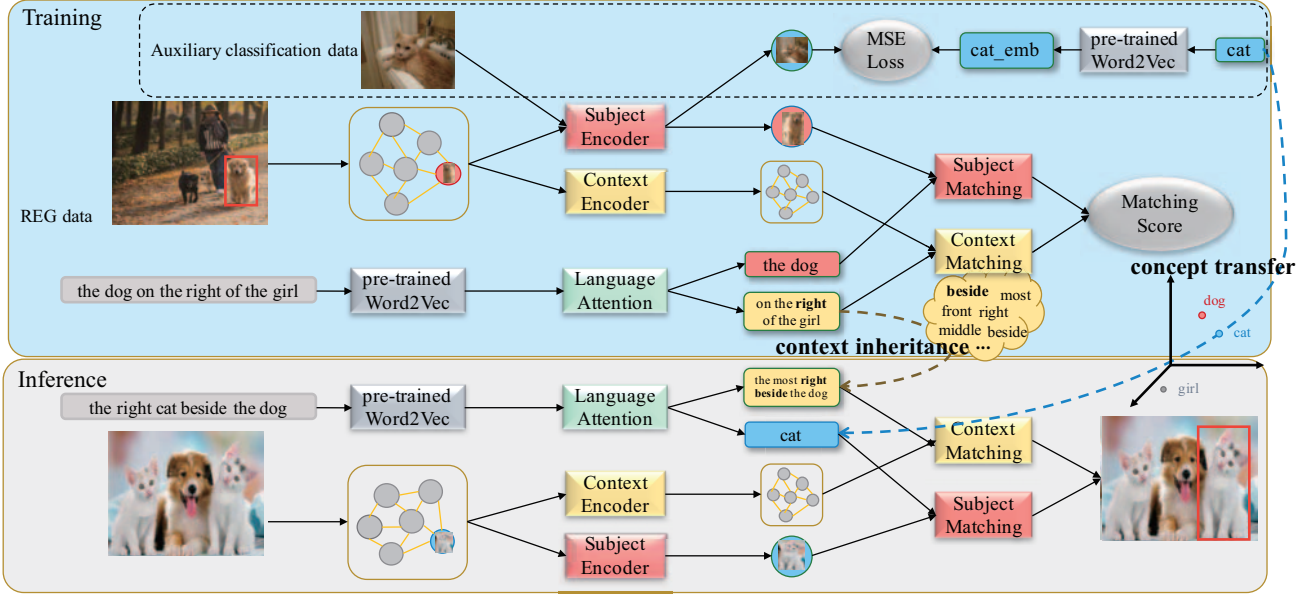 Training
Auxiliary classification data
MSE
Loss
cat_emb
pre-trained
Word2Vec
cat
REG data
Subject
Encoder
Context
Encoder
Subject
Matching
Context
Matching
Matching
Score
the dog on the right of the girl
pre-trained
Word2Vec
Language
Attention
the dog
on the right
of the girl
beside most
front right
middle beside
...
concept transfer
dog
cat
girl
context inheritance
Inference
the right cat beside the dog
pre-trained
Word2Vec
Language
Attention
the most right
beside the dog
cat
Context
Matching
Context
Encoder
Subject
Encoder
Subject
Matching